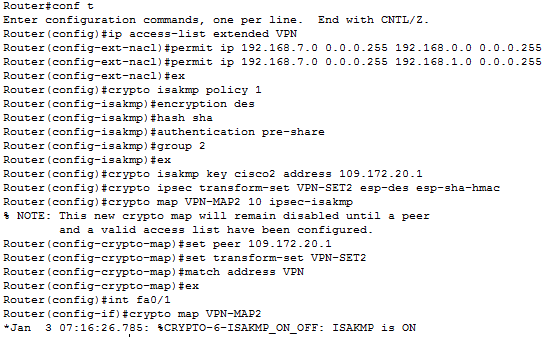 Router#conf t
Enter configuration commands, one per line.  End with CNTL/Z.
Router(config)#ip access-list extended VPN
Router(config-ext-nacl)#permit ip 192.168.7.0 0.0.0.255 192.168.0.0 0.0.0.255
Router(config-ext-nacl)#permit ip 192.168.7.0 0.0.0.255 192.168.1.0 0.0.0.255
Router(config-ext-nacl)#ex
Router(config)#crypto isakmp policy 1
Router(config-isakmp)#encryption des
Router(config-isakmp)#hash sha
Router(config-isakmp)#authentication pre-share
Router(config-isakmp)#group 2
Router(config-isakmp)#ex
Router(config)#crypto isakmp key cisco2 address 109.172.20.1
Router(config)#crypto ipsec transform-set VPN-SET2 esp-des esp-sha-hmac
Router(config)#crypto map VPN-MAP2 10 ipsec-isakmp
% NOTE: This new crypto map will remain disabled until a peer
        and a valid access list have been configured.
Router(config-crypto-map)#set peer 109.172.20.1
Router(config-crypto-map)#set transform-set VPN-SET2
Router(config-crypto-map)#match address VPN
Router(config-crypto-map)#ex
Router(config)#int fa0/1
Router(config-if)#crypto map VPN-MAP2
*Jan  3 07:16:26.785: %CRYPTO-6-ISAKMP_ON_OFF: ISAKMP is ON